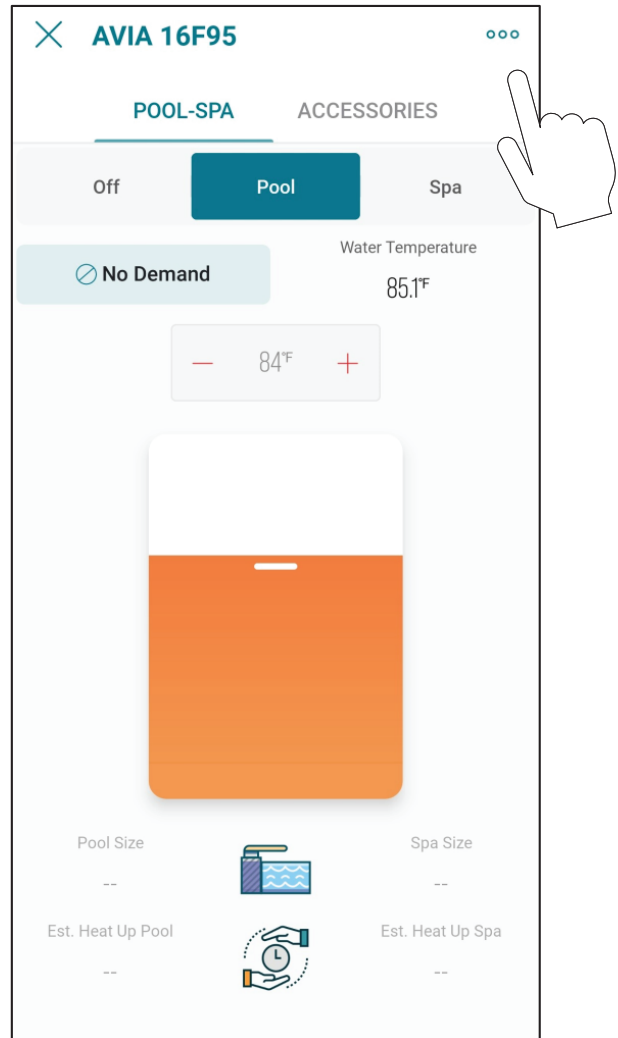 AVIA 16F95
POOL-SPA ACCESSORIES
Off Pool Spa
No Demand
Water Temperature
85.1°F
− 84°F +
Pool Size
Spa Size
--
--
Est. Heat Up Pool
Est. Heat Up Spa
--
--